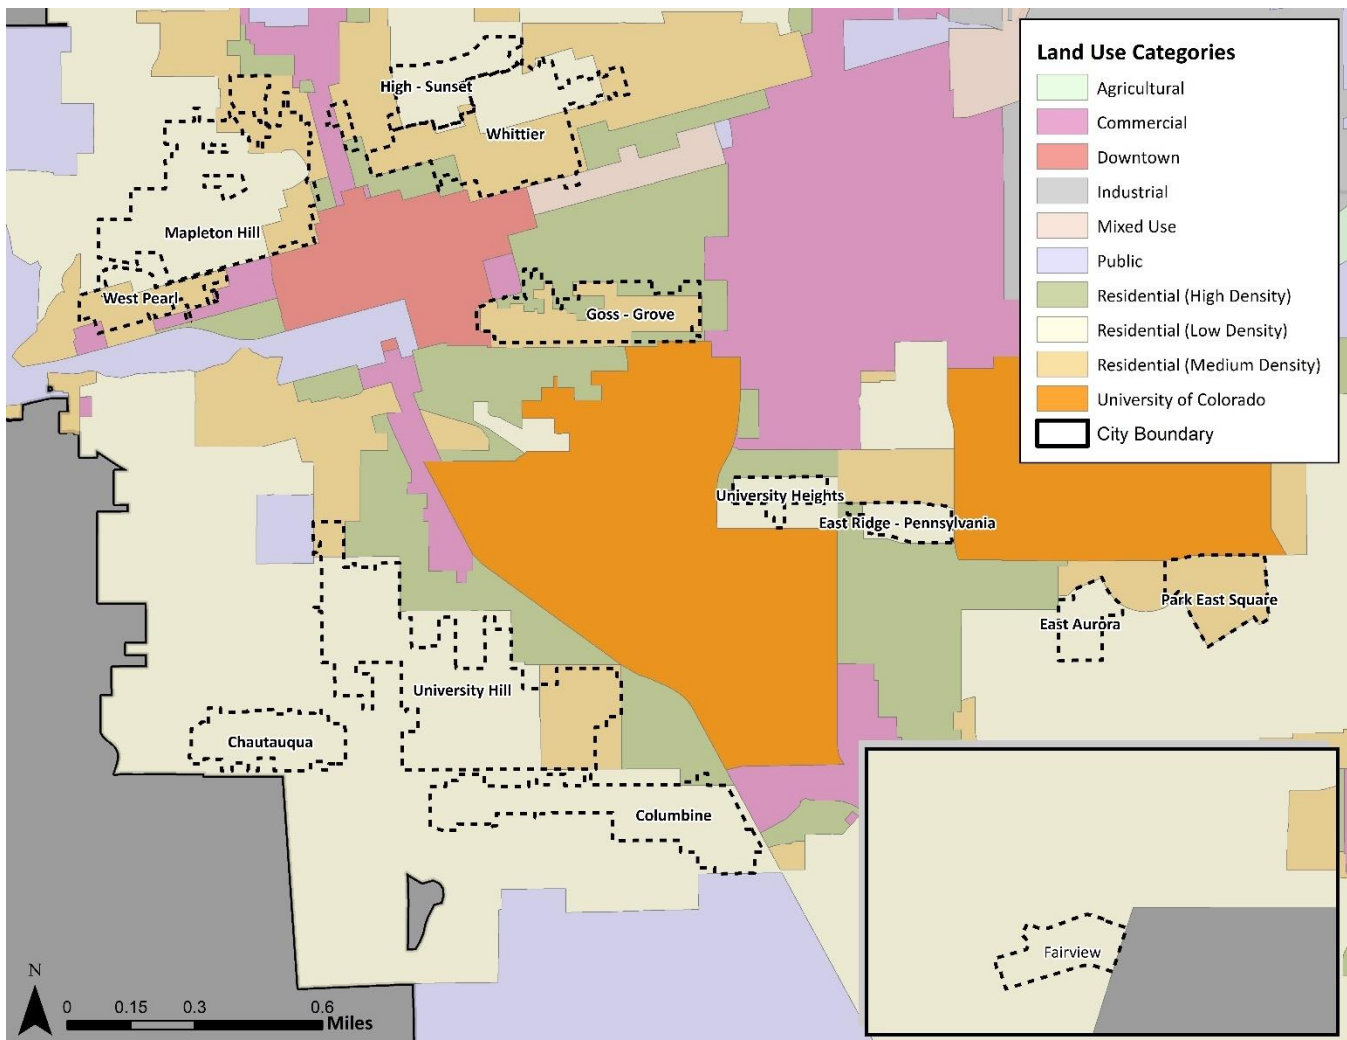 Land Use Categories
Agricultural
Commercial
Downtown
Industrial
Mixed Use
Public
Residential (High Density)
Residential (Low Density)
Residential (Medium Density)
University of Colorado
City Boundary
High - Sunset
Whittier
Mapleton Hill
West Pearl
Goss - Grove
University Heights
East Ridge - Pennsylvania
Park East Square
East Aurora
University Hill
Chautauqua
Columbine
Fairview
N
0 0.15 0.3 0.6
Miles